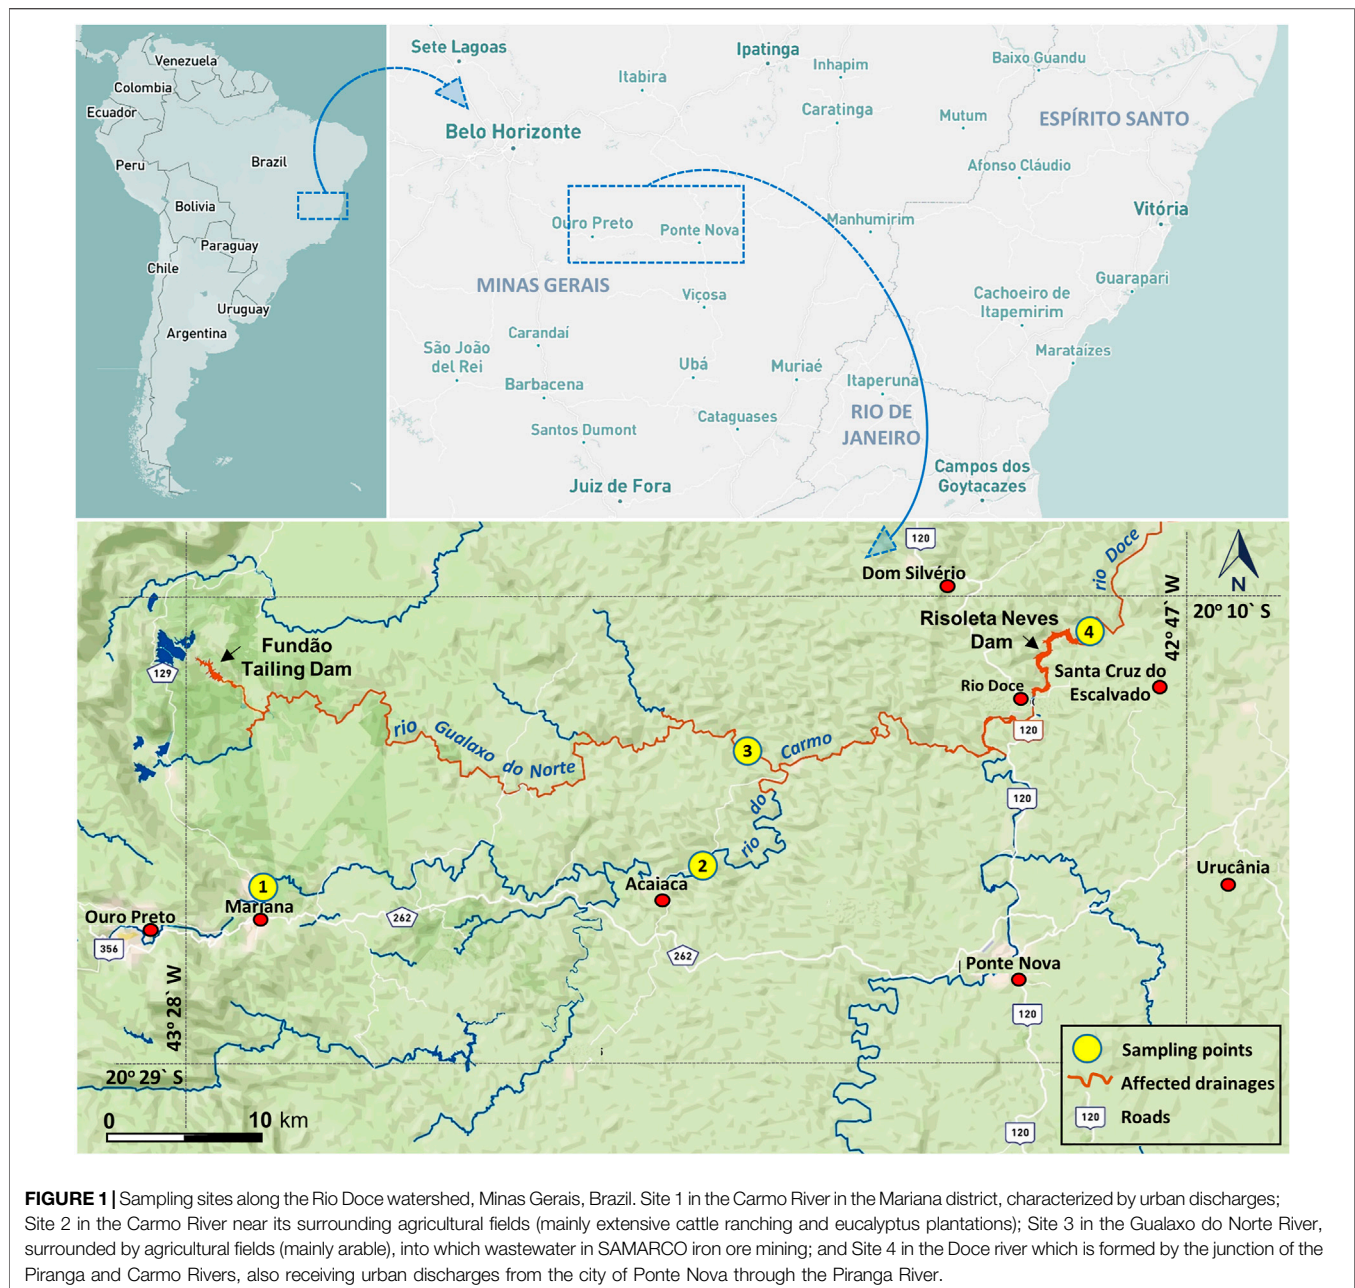 Venezuela
Colombia
Ecuador
Peru
Brazil
Bolivia
Paraguay
Chile
Uruguay
Argentina
Sete Lagoas
Ipatinga
Baixo Guandu
Inhapim
Itabira
Caratinga
Mutum
ESPÍRITO SANTO
Belo Horizonte
Afonso Cláudio
Vitória
Ouro Preto
Ponte Nova
Manhumirim
MINAS GERAIS
Viçosa
Guarapari
Cachoeiro de
Itapemirim
Carandaí
São João
del Rei
Ubá
Muriaé
Marataízes
Barbacena
Itaperuna
RIO DE
JANEIRO
Cataguases
Santos Dumont
Campos dos
Goytacazes
Juiz de Fora
120
Dom Silvério
rio Doce
N
20º 10` S
42º 47` W
Risoleta Neves
Dam
4
Fundão
Tailing Dam
129
Santa Cruz do
Escalvado
Rio Doce
120
rio Gualaxo do Norte
3
rio do Carmo
120
2
Acaiaca
1
Mariana
Urucânia
Ouro Preto
356
262
262
Ponte Nova
43º 28` W
120
20º 29` S
0 10 km
120
Sampling points
Affected drainages
120 Roads
FIGURE 1 | Sampling sites along the Rio Doce watershed, Minas Gerais, Brazil. Site 1 in the Carmo River in the Mariana district, characterized by urban discharges;
Site 2 in the Carmo River near its surrounding agricultural fields (mainly extensive cattle ranching and eucalyptus plantations); Site 3 in the Gualaxo do Norte River,
surrounded by agricultural fields (mainly arable), into which wastewater in SAMARCO iron ore mining; and Site 4 in the Doce river which is formed by the junction of the
Piranga and Carmo Rivers, also receiving urban discharges from the city of Ponte Nova through the Piranga River.